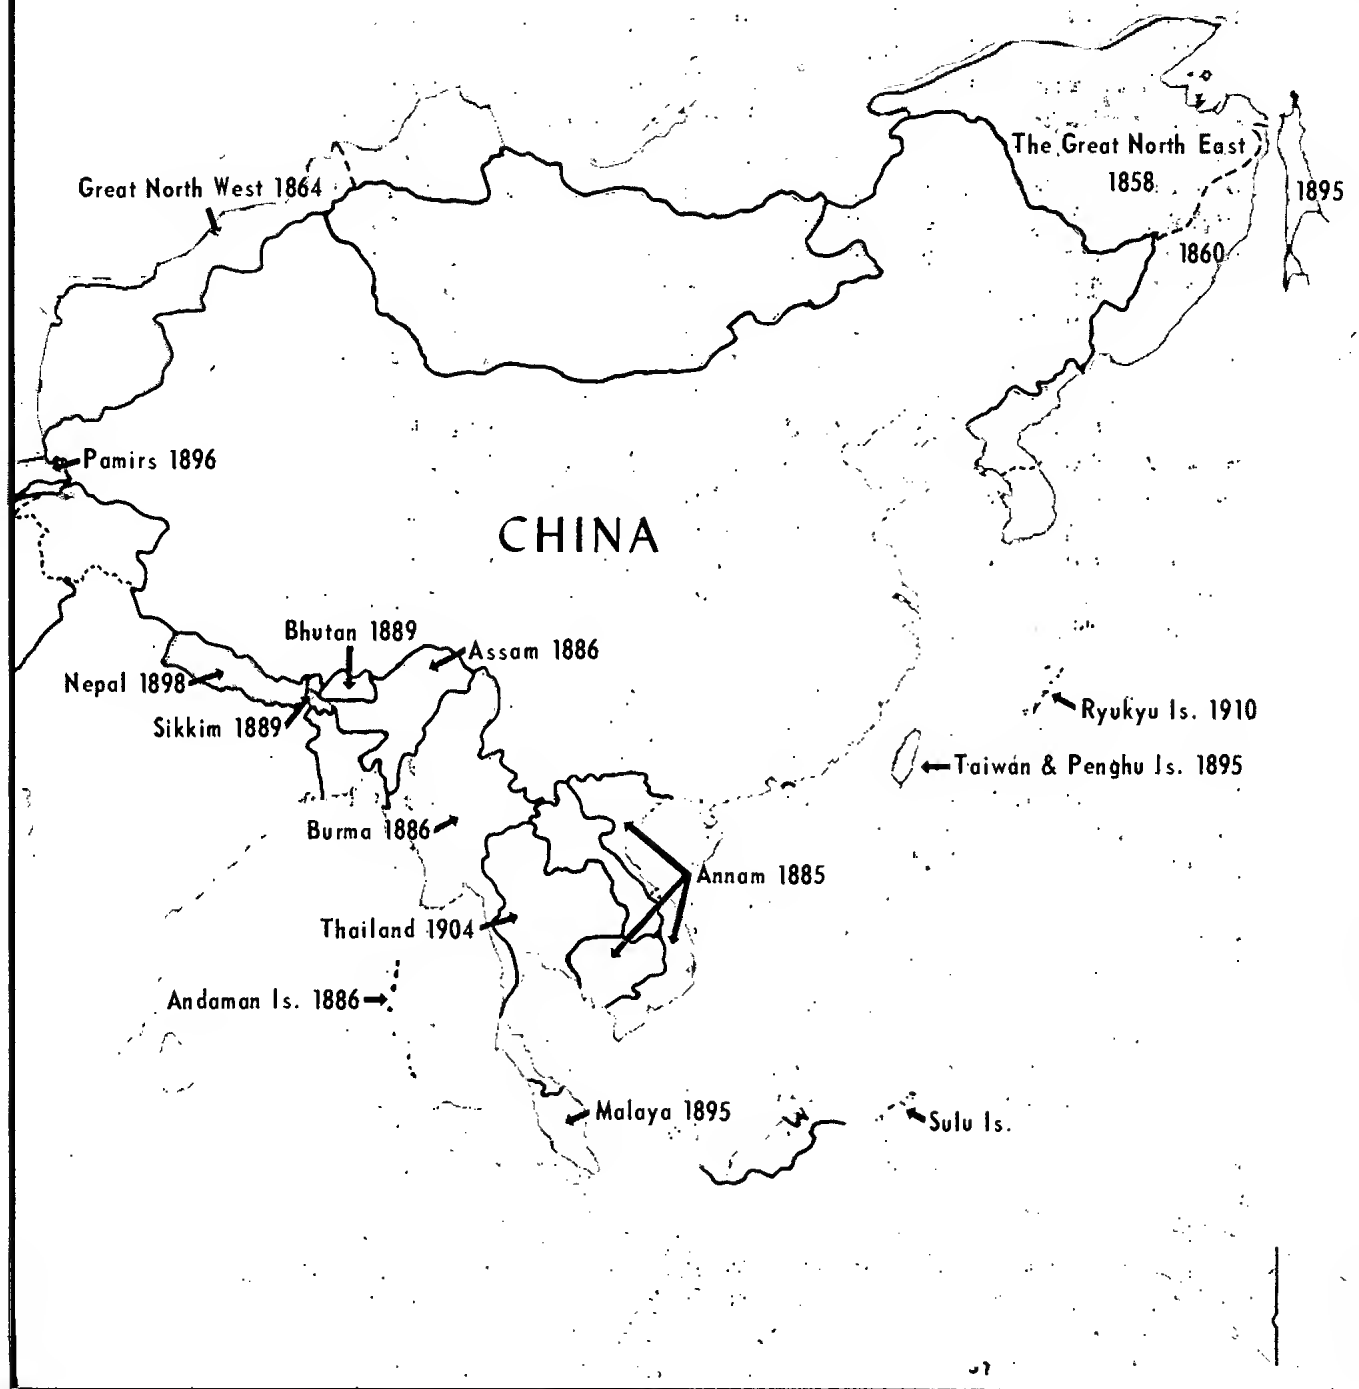 The Great North East
1858
Great North West 1864
1895
1860
Pamirs 1896
CHINA
Bhutan 1889
Assam 1886
Nepal 1898
Sikkim 1889
Ryukyu Is. 1910
Taiwan & Penghu Is. 1895
Burma 1886
Annam 1885
Thailand 1904
Andaman Is. 1886
Malaya 1895
Sulu Is.